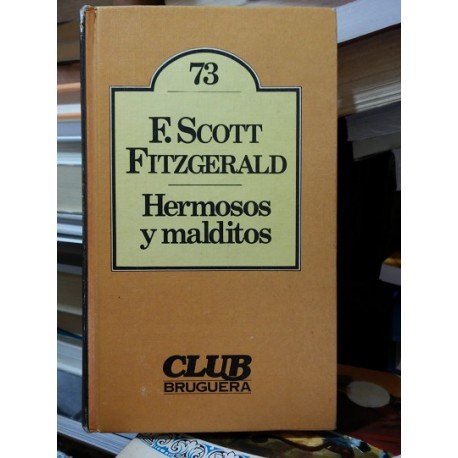 73
F. SCOTT
FITZGERALD
Hermosos
y malditos
CLUB
BRUGUERA